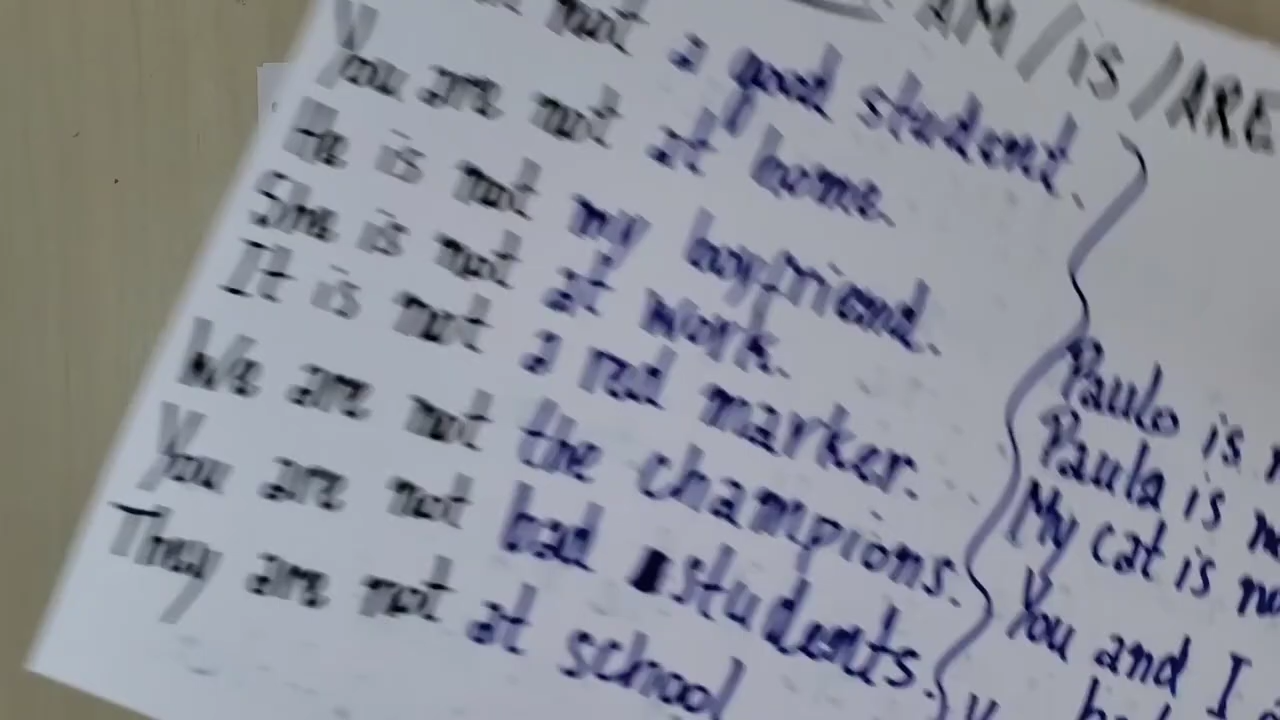 AM/is/ARE
not a good student.
You are not at home.
He is not my boyfriend.
She is not at work.
It is not a red marker.
We are not the champions.
You are not bad students.
They are not at school
Paulo is
Paula is
My cat is
You and I